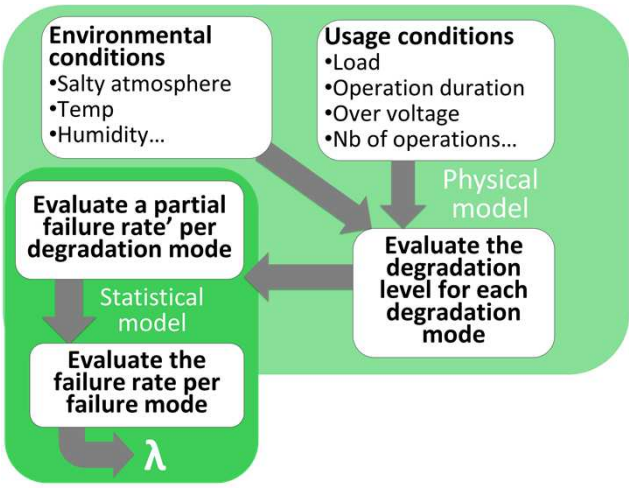 Environmental
conditions
•Salty atmosphere
•Temp
•Humidity...
Usage conditions
•Load
•Operation duration
•Over voltage
•Nb of operations...
Physical
model
Evaluate the
degradation
level for each
degradation
mode
Evaluate a partial
failure rate’ per
degradation mode
Statistical
model
Evaluate the
failure rate per
failure mode
λ